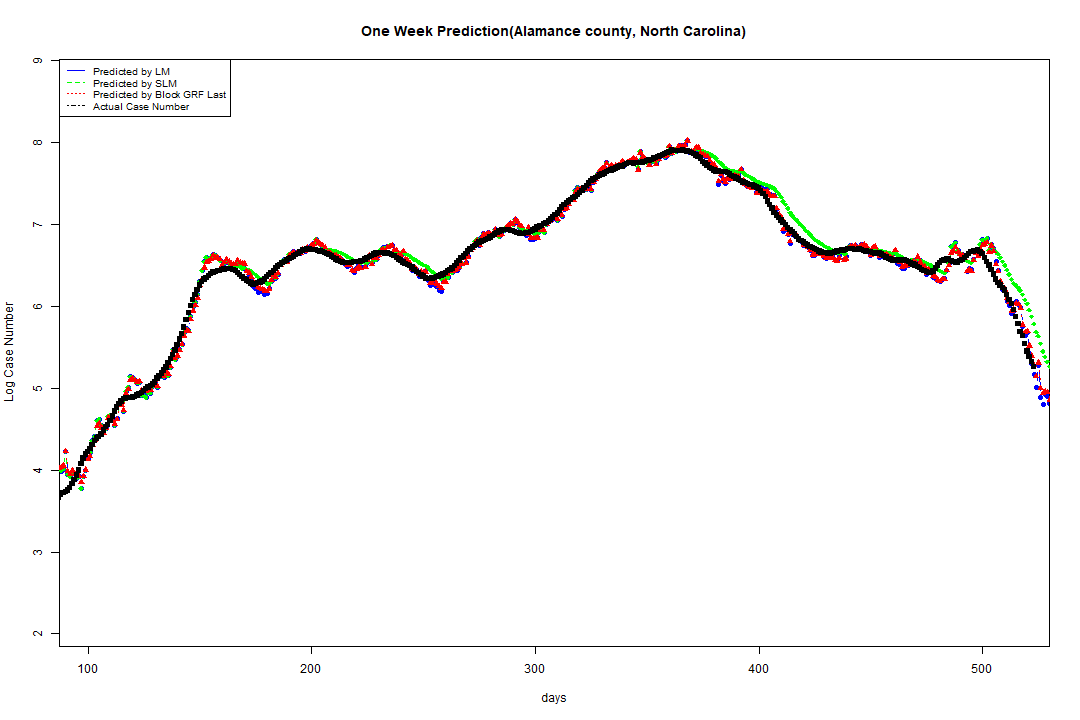 One Week Prediction(Alamance county, North Carolina)
Predicted by LM
Predicted by SLM
Predicted by Block GRF Last
Actual Case Number
Log Case Number
9
8
7
6
5
4
3
2
100 200 300 400 500
days